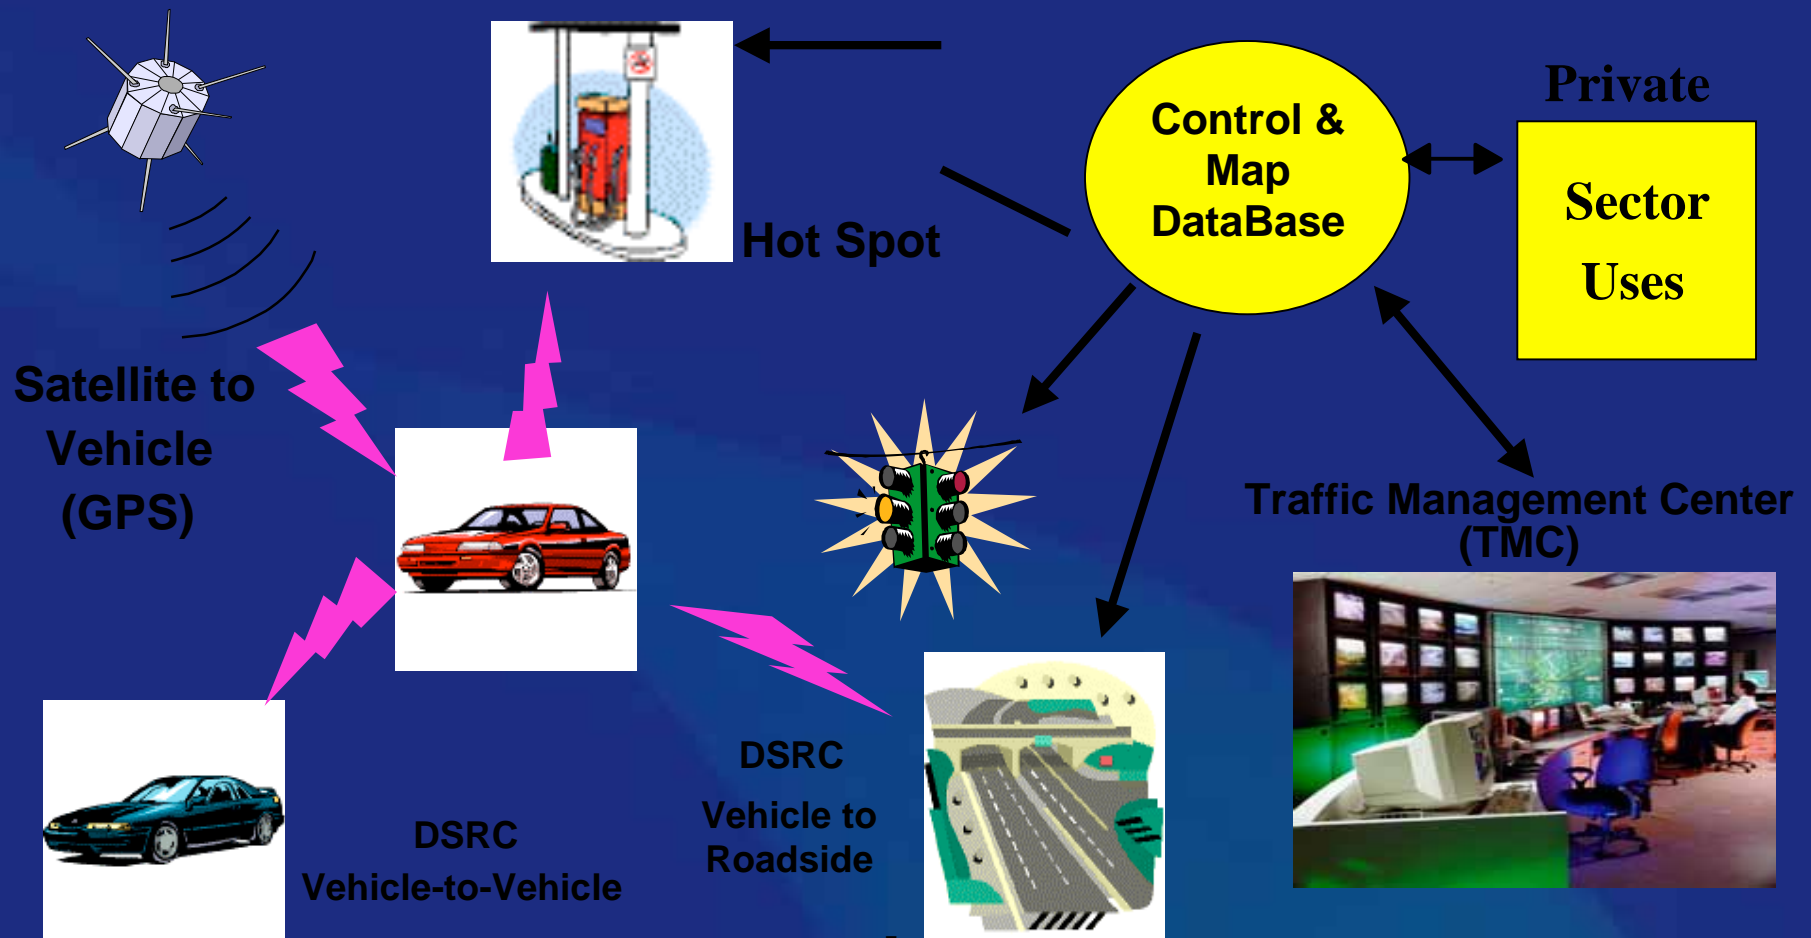 Control &
Map
DataBase
Private
Sector
Uses
Hot Spot
Satellite to
Vehicle
(GPS)
Traffic Management Center
(TMC)
DSRC
Vehicle to
Roadside
DSRC
Vehicle-to-Vehicle